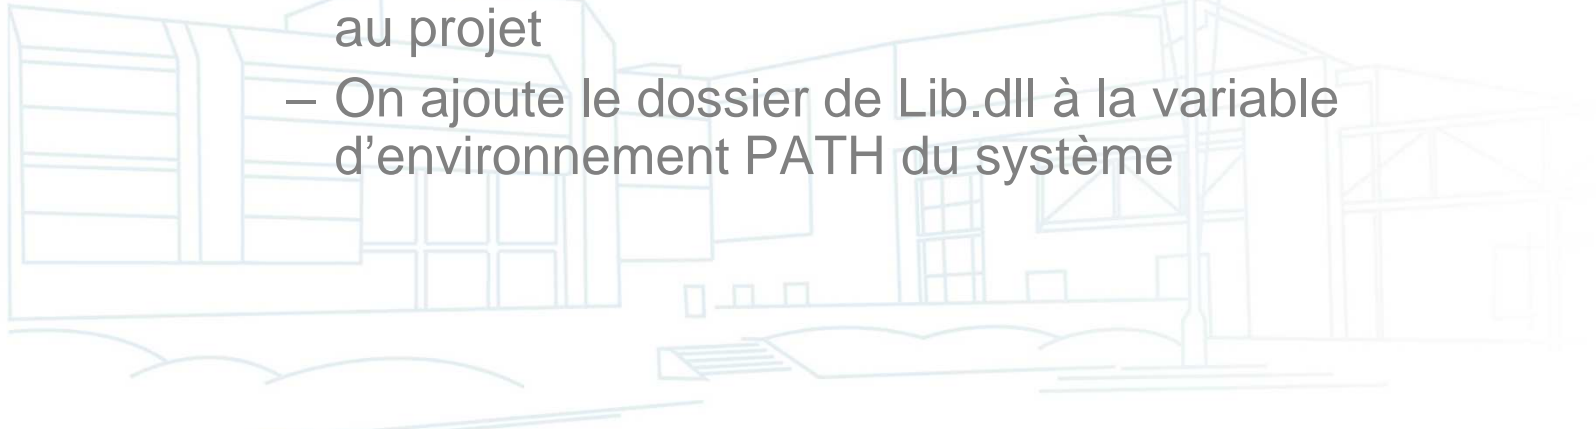 au projet
– On ajoute le dossier de Lib.dll à la variable
d’environnement PATH du système